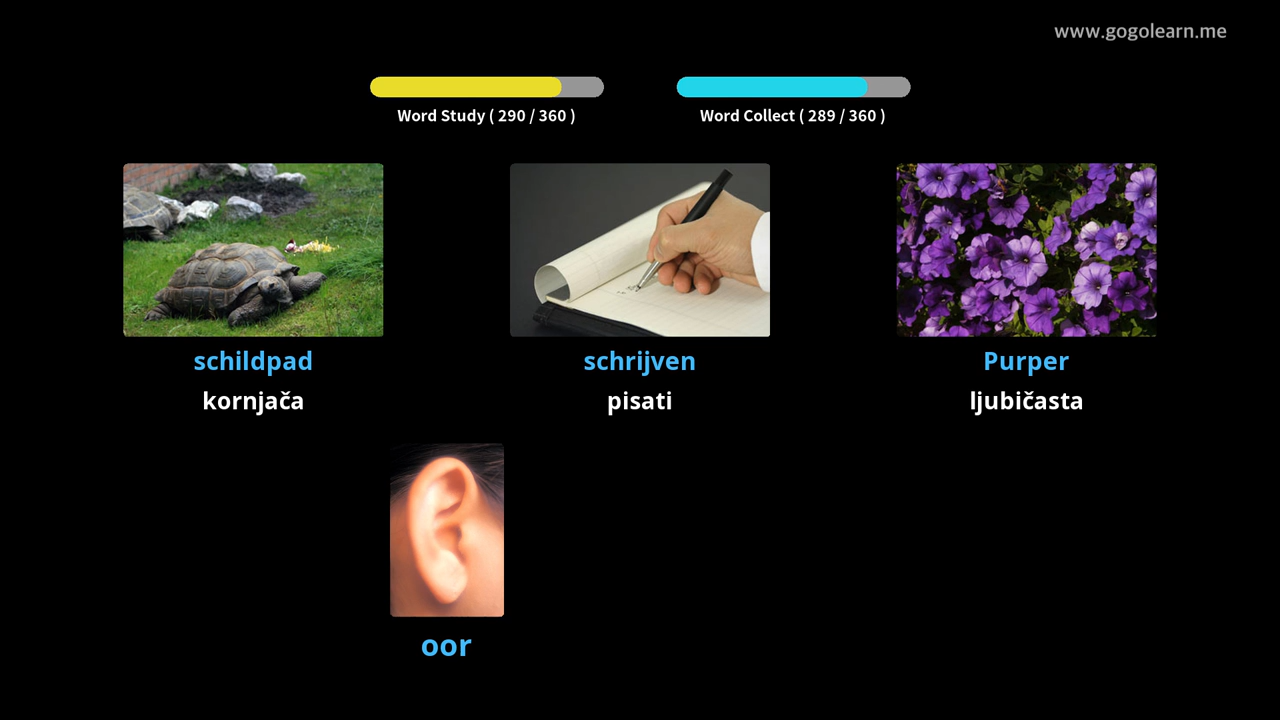 www.gogolearn.me
Word Study ( 290 / 360 )
Word Collect ( 289 / 360 )
schildpad
schrijven
Purper
kornjača
pisati
ljubičasta
oor